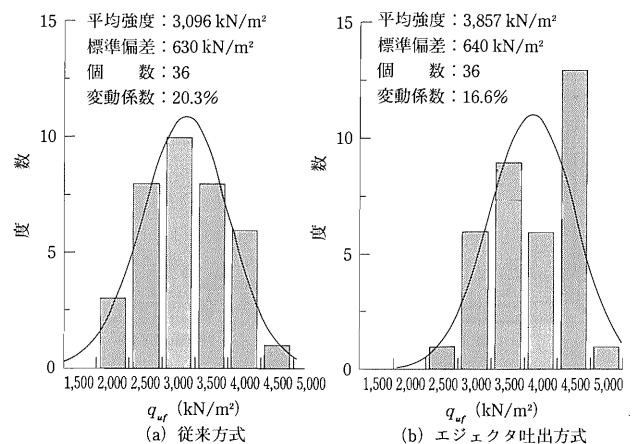 平均強度：3,096 kN/m²
標準偏差：630 kN/m²
個　数：36
変動係数：20.3%
15
10
5
0
度　数
1,500 2,000 2,500 3,000 3,500 4,000 4,500 5,000
q_uf (kN/m²)
(a) 従来方式
平均強度：3,857 kN/m²
標準偏差：640 kN/m²
個　数：36
変動係数：16.6%
15
10
5
0
度　数
1,500 2,000 2,500 3,000 3,500 4,000 4,500 5,000
q_uf (kN/m²)
(b) エジェクタ吐出方式